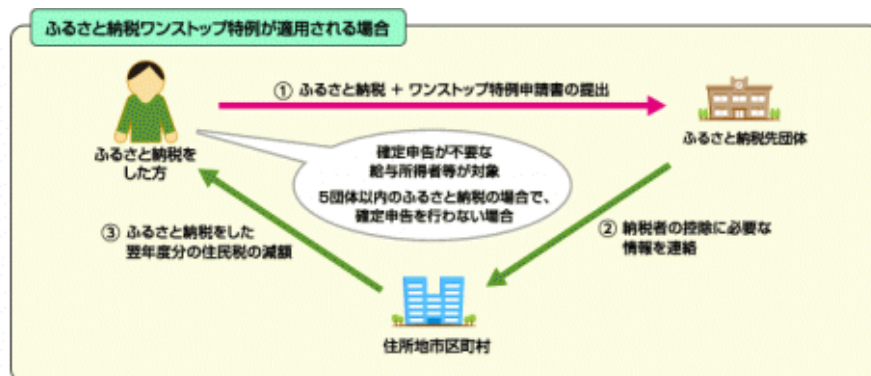 ふるさと納税ワンストップ特例が適用される場合
① ふるさと納税 + ワンストップ特例申請書の提出
ふるさと納税を
した方
ふるさと納税先団体
確定申告が不要な
給与所得者等が対象
5団体以内のふるさと納税の場合で、
確定申告を行わない場合
② 納税者の控除に必要な
情報を連絡
③ ふるさと納税をした
翌年度分の住民税の減額
住所地市区町村